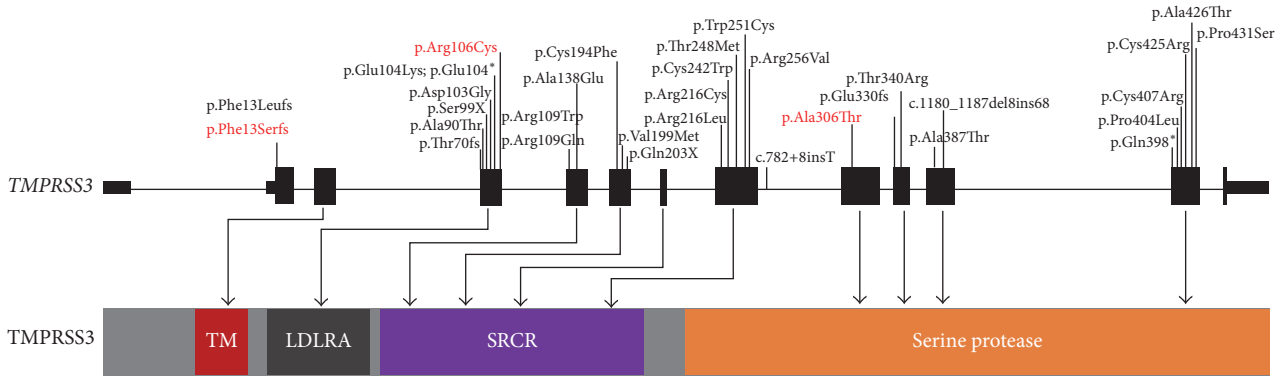 p.Ala426Thr
p.Trp251Cys
p.Pro431Ser
p.Arg106Cys
p.Cys194Phe
p.Thr248Met
p.Cys425Arg
p.Arg256Val
p.Glu104Lys; p.Glu104*
p.Ala138Glu
p.Cys242Trp
p.Thr340Arg
p.Asp103Gly
p.Arg216Cys
p.Glu330fs
p.Cys407Arg
p.Phe13Leufs
p.Ser99X
p.Arg109Trp
c.1180_1187del8ins68
p.Phe13Serfs
p.Ala90Thr
p.Arg216Leu
p.Ala306Thr
p.Pro404Leu
p.Thr70fs
p.Arg109Gln
p.Val199Met
p.Ala387Thr
p.Gln398*
p.Gln203X
c.782+8insT
TMPRSS3
TMPRSS3
TM
LDLRA
SRCR
Serine protease